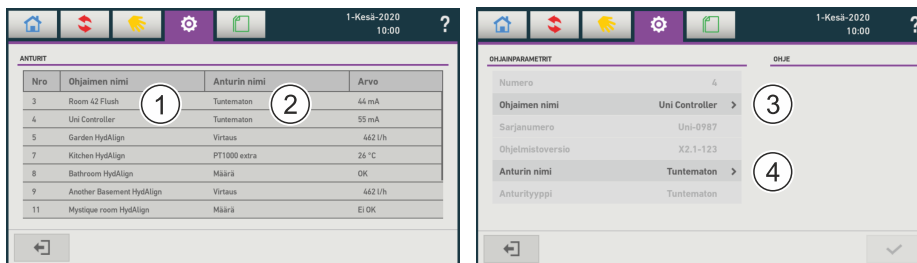 1-Kesä-2020
10:00
?
ANTURIT
Nro Ohjaimen nimi Anturin nimi Arvo
3 Room 42 Flush Tuntematon 44 mA
4 Uni Controller Tuntematon 55 mA
5 Garden HydAlign Virtaus 462 l/h
7 Kitchen HydAlign PT1000 extra 26 °C
8 Bathroom HydAlign Määrä OK
9 Another Basement HydAlign Virtaus 462 l/h
11 Mystique room HydAlign Määrä Ei OK
1
2
1-Kesä-2020
10:00
?
OHJAINPARAMETRIT
OHJE
Numero 4
Ohjaimen nimi Uni Controller >
Sarjanumero Uni-0987
Ohjelmistoversio X2.1-123
Anturin nimi Tuntematon >
Anturityyppi Tuntematon
3
4